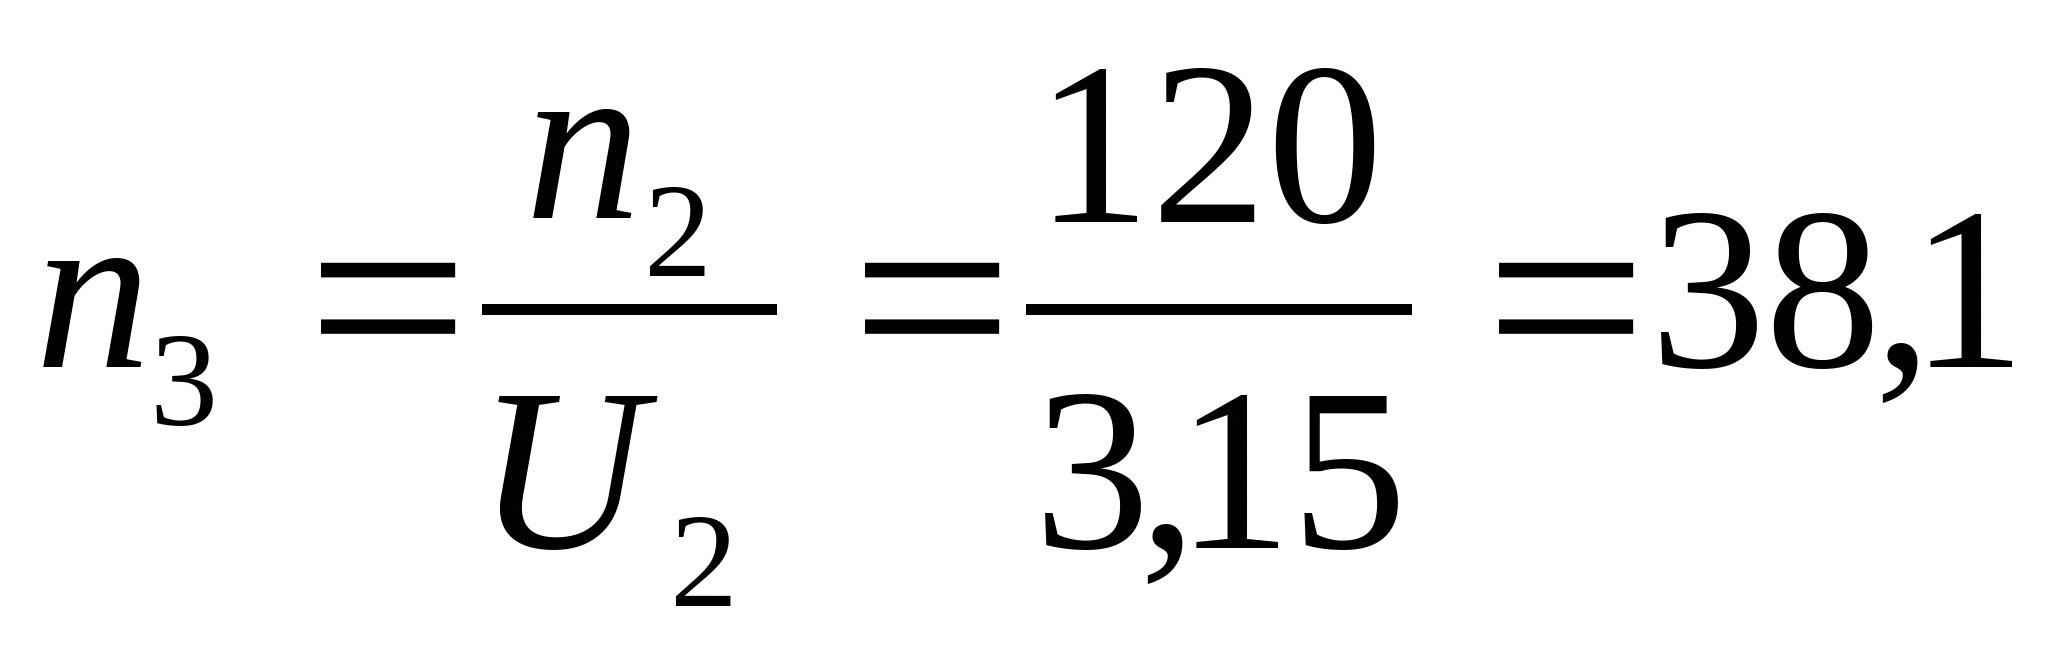 n₃ = n₂/U₂ = 120/3,15 = 38,1